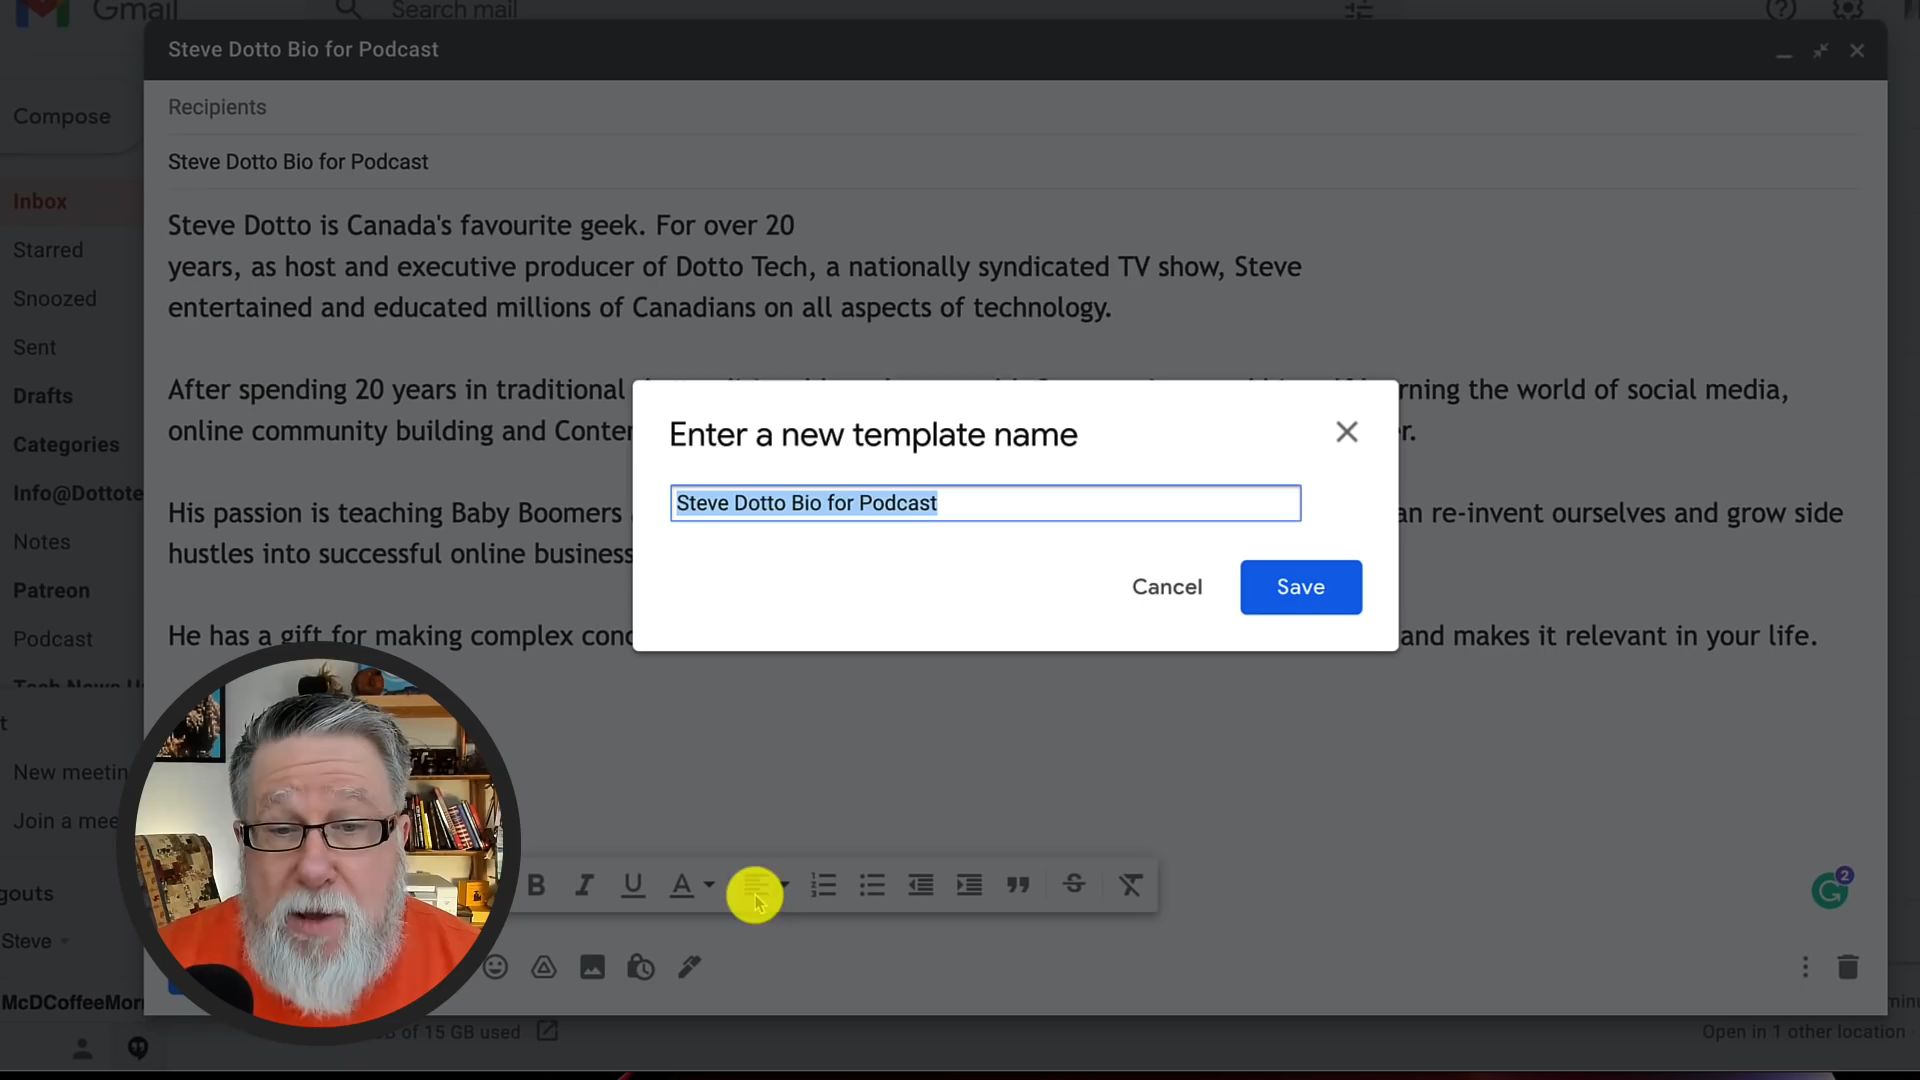 Gmail
Search mail
Steve Dotto Bio for Podcast
Compose
Recipients
Steve Dotto Bio for Podcast
Inbox
Starred
Snoozed
Sent
Drafts
Categories
Info@Dottote
Notes
Patreon
Podcast
Steve Dotto is Canada's favourite geek. For over 20
years, as host and executive producer of Dotto Tech, a nationally syndicated TV show, Steve
entertained and educated millions of Canadians on all aspects of technology.
After spending 20 years in traditional rning the world of social media,
online community building and Conten r.
His passion is teaching Baby Boomers an re-invent ourselves and grow side
hustles into successful online business
He has a gift for making complex conc and makes it relevant in your life.
Enter a new template name
Steve Dotto Bio for Podcast
Cancel
Save
New meetin
Join a mee
gouts
Steve
McDCoffeeMorn
B I U A
2
of 15 GB used
minu
Open in 1 other location